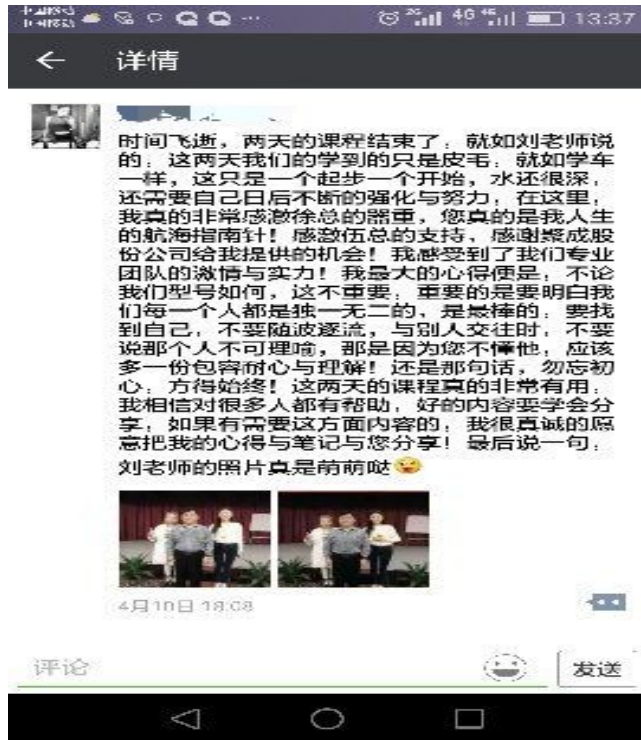 中国移动
中国移动
2G 4G 4G 13:37
详情
时间飞逝，两天的课程结束了，就如刘老师说
的，这两天我们的学到的只是皮毛，就如学车
一样，这只是一个起步一个开始，水还很深，
还需要自己日后不断的强化与努力，在这里，
我真的非常感激徐总的器重，您真的是我人生
的航海指南针！感激伍总的支持，感谢聚成股
份公司给我提供的机会！我感受到了我们专业
团队的激情与实力！我最大的心得便是，不论
我们型号如何，这不重要，重要的是要明白我
们每一个人都是独一无二的，是最棒的，要找
到自己，不要随波逐流，与别人交往时，不要
说那个人不可理喻，那是因为您不懂他，应该
多一份包容耐心与理解！还是那句话，勿忘初
心，方得始终！这两天的课程真的非常有用，
我相信对很多人都有帮助，好的内容要学会分
享，如果有需要这方面内容的，我很真诚的愿
意把我的心得与笔记与您分享！最后说一句，
刘老师的照片真是萌萌哒
4月10日 18:08
评论
发送